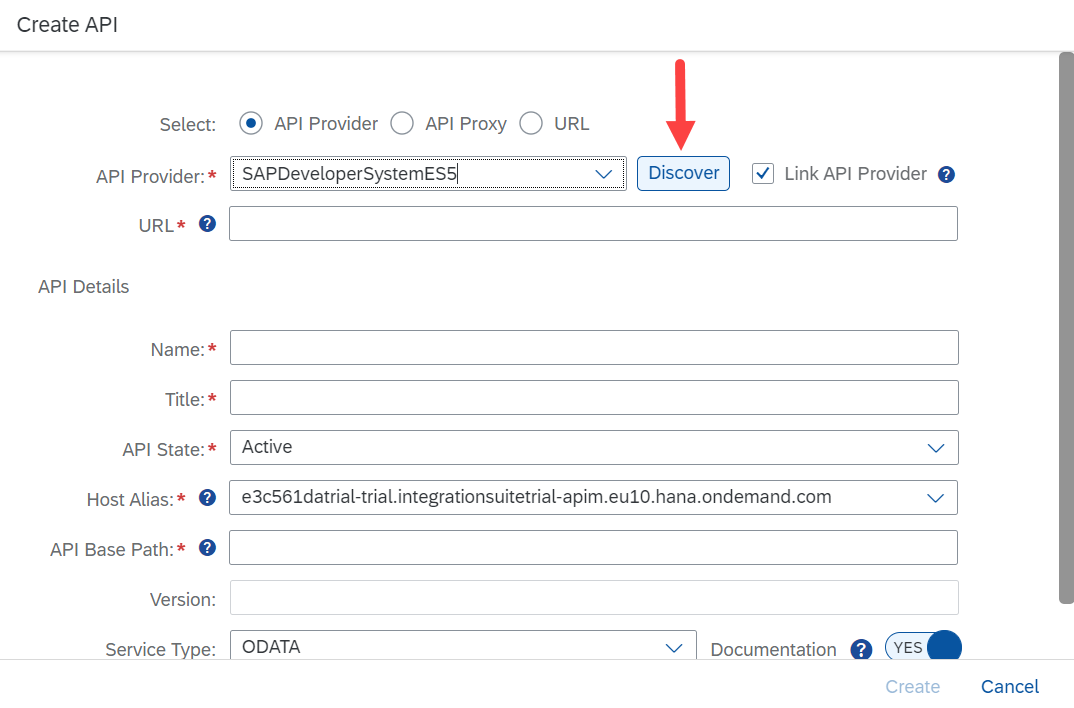 Create API
Select: API Provider API Proxy URL
API Provider:* SAPDeveloperSystemES5 Discover Link API Provider ?
URL* ?
API Details
Name:*
Title:*
API State:* Active
Host Alias:* ? e3c561datrial-trial.integrationsuitetrial-apim.eu10.hana.ondemand.com
API Base Path:* ?
Version:
Service Type: ODATA Documentation ? YES
Create Cancel